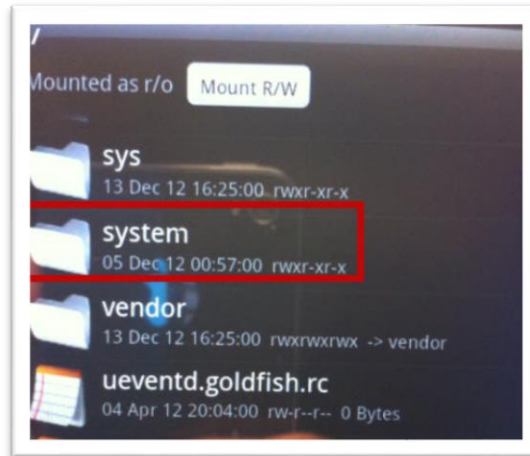 /
Mounted as r/o Mount R/W
sys
13 Dec 12 16:25:00 rwxr-xr-x
system
05 Dec 12 00:57:00 rwxr-xr-x
vendor
13 Dec 12 16:25:00 rwxrwxrwx -> vendor
ueventd.goldfish.rc
04 Apr 12 20:04:00 rw-r--r-- 0 Bytes